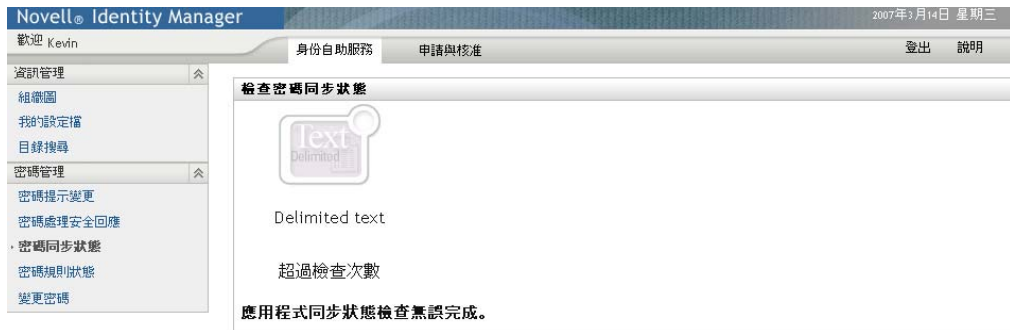 Novell® Identity Manager
2007年3月14日 星期三
歡迎 Kevin
身份自助服務
申請與核准
登出
說明
資訊管理
組織圖
我的設定檔
目錄搜尋
密碼管理
密碼提示變更
密碼處理安全回應
密碼同步狀態
密碼規則狀態
變更密碼
檢查密碼同步狀態
Text
Delimited
Delimited text
超過檢查次數
應用程式同步狀態檢查無誤完成。